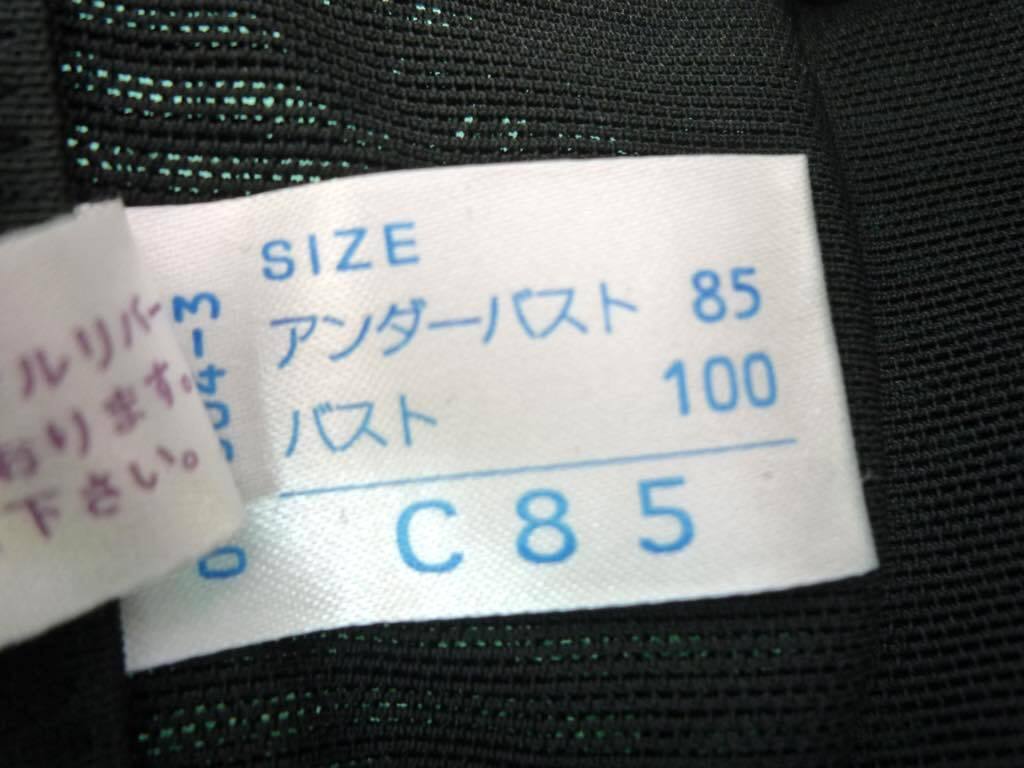 SIZE
アンダーバスト 85
バスト 100
C85
ルリバー
おります。
下さい。